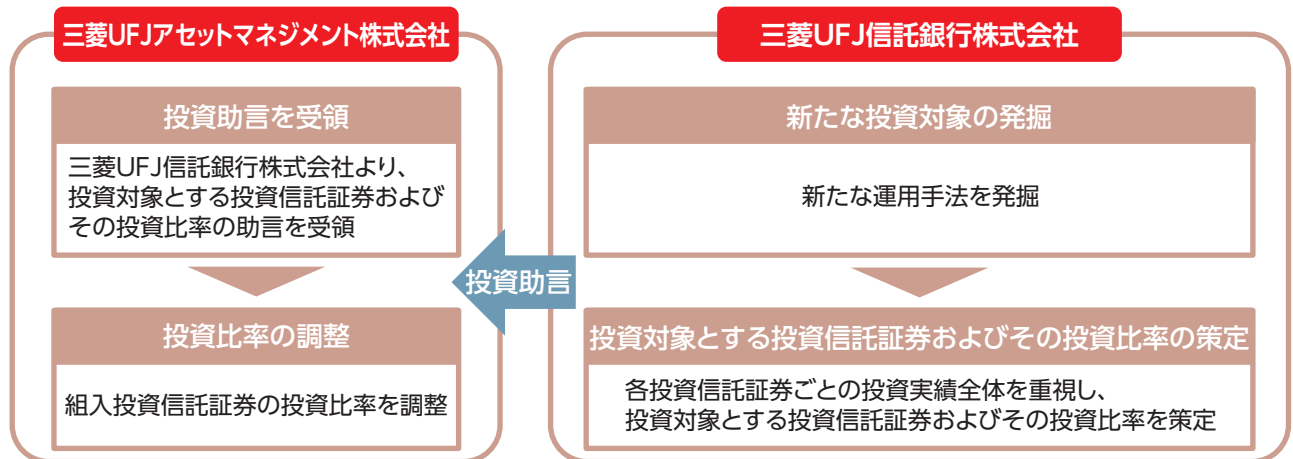 三菱UFJアセットマネジメント株式会社
投資助言を受領
三菱UFJ信託銀行株式会社より、
投資対象とする投資信託証券および
その投資比率の助言を受領
投資比率の調整
組入投資信託証券の投資比率を調整
投資助言
三菱UFJ信託銀行株式会社
新たな投資対象の発掘
新たな運用手法を発掘
投資対象とする投資信託証券およびその投資比率の策定
各投資信託証券ごとの投資実績全体を重視し、
投資対象とする投資信託証券およびその投資比率を策定